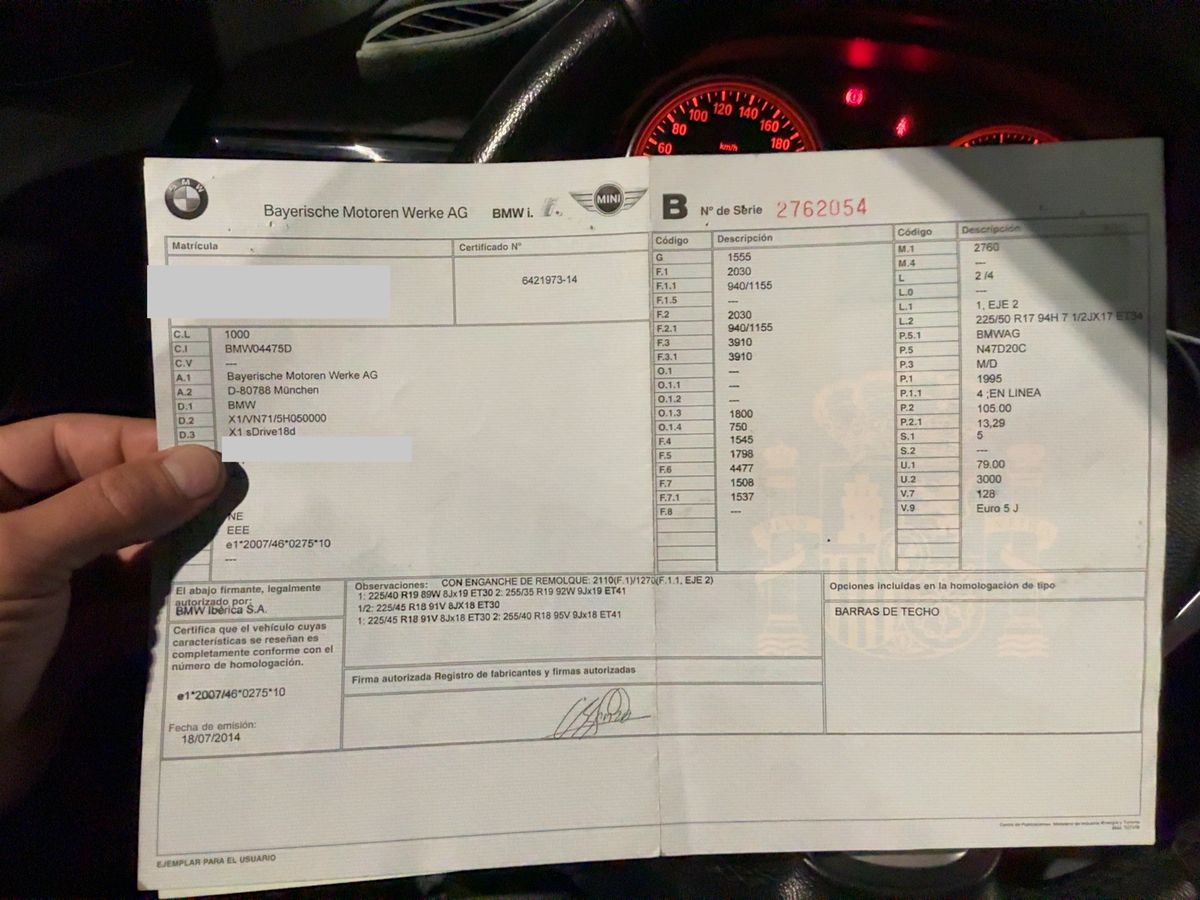 60 80 100 120 140 160 180
km/h
BMW
Bayerische Motoren Werke AG BMW i. MINI
B Nº de Serie 2762054
Matrícula
Certificado Nº
6421973-14
C.L 1000
C.I BMW04475D
C.V ---
A.1 Bayerische Motoren Werke AG
A.2 D-80788 München
D.1 BMW
D.2 X1/VN71/5H050000
D.3 X1 sDrive18d
NE
EEE
e1*2007/46*0275*10
---
Código Descripción
G 1555
F.1 2030
F.1.1 940/1155
F.1.5 ---
F.2 2030
F.2.1 940/1155
F.3 3910
F.3.1 3910
O.1 ---
O.1.1 ---
O.1.2 ---
O.1.3 1800
O.1.4 750
F.4 1545
F.5 1798
F.6 4477
F.7 1508
F.7.1 1537
F.8 ---
Código Descripción
M.1 2760
M.4 ---
L 2 /4
L.0 ---
L.1 1, EJE 2
L.2 225/50 R17 94H 7 1/2JX17 ET34
P.5.1 BMWAG
P.5 N47D20C
P.3 M/D
P.1 1995
P.1.1 4 ;EN LINEA
P.2 105.00
P.2.1 13,29
S.1 5
S.2 ---
U.1 79.00
U.2 3000
V.7 128
V.9 Euro 5 J
El abajo firmante, legalmente
autorizado por:
BMW Ibérica S.A.
Certifica que el vehículo cuyas
características se reseñan es
completamente conforme con el
número de homologación.
e1*2007/46*0275*10
Fecha de emisión:
18/07/2014
Observaciones: CON ENGANCHE DE REMOLQUE: 2110(F.1)/1270(F.1.1, EJE 2)
1: 225/40 R19 89W 8Jx19 ET30 2: 255/35 R19 92W 9Jx19 ET41
1/2: 225/45 R18 91V 8JX18 ET30
1: 225/45 R18 91V 8Jx18 ET30 2: 255/40 R18 95V 9Jx18 ET41
Firma autorizada Registro de fabricantes y firmas autorizadas
Opciones incluidas en la homologación de tipo
BARRAS DE TECHO
EJEMPLAR PARA EL USUARIO
Centro de Publicaciones. Ministerio de Industria, Energía y Turismo